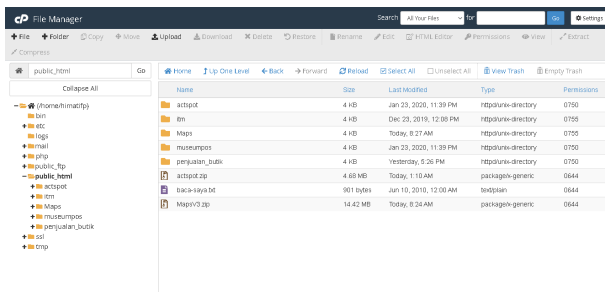 cP File Manager
Search All Your Files for Go Settings
+ File + Folder Copy + Move Upload Download × Delete Restore Rename Edit HTML Editor Permissions View Extract
Compress
public_html Go
Home Up One Level Back Forward Reload Select All Unselect All View Trash Empty Trash
Collapse All
Name Size Last Modified Type Permissions
(/home/himatifp)
bin
etc
logs
mail
php
public_ftp
public_html
actspot
itm
Maps
museumpos
penjualan_butik
ssl
tmp
actspot 4 KB Jan 23, 2020, 11:39 PM httpd/unix-directory 0750
itm 4 KB Dec 23, 2019, 12:08 PM httpd/unix-directory 0755
Maps 4 KB Today, 8:27 AM httpd/unix-directory 0755
museumpos 4 KB Jan 23, 2020, 11:39 PM httpd/unix-directory 0750
penjualan_butik 4 KB Yesterday, 5:26 PM httpd/unix-directory 0750
actspot.zip 4.68 MB Today, 1:10 AM package/x-generic 0644
baca-saya.txt 901 bytes Jun 10, 2010, 12:00 AM text/plain 0644
MapsV3.zip 14.42 MB Today, 8:24 AM package/x-generic 0644